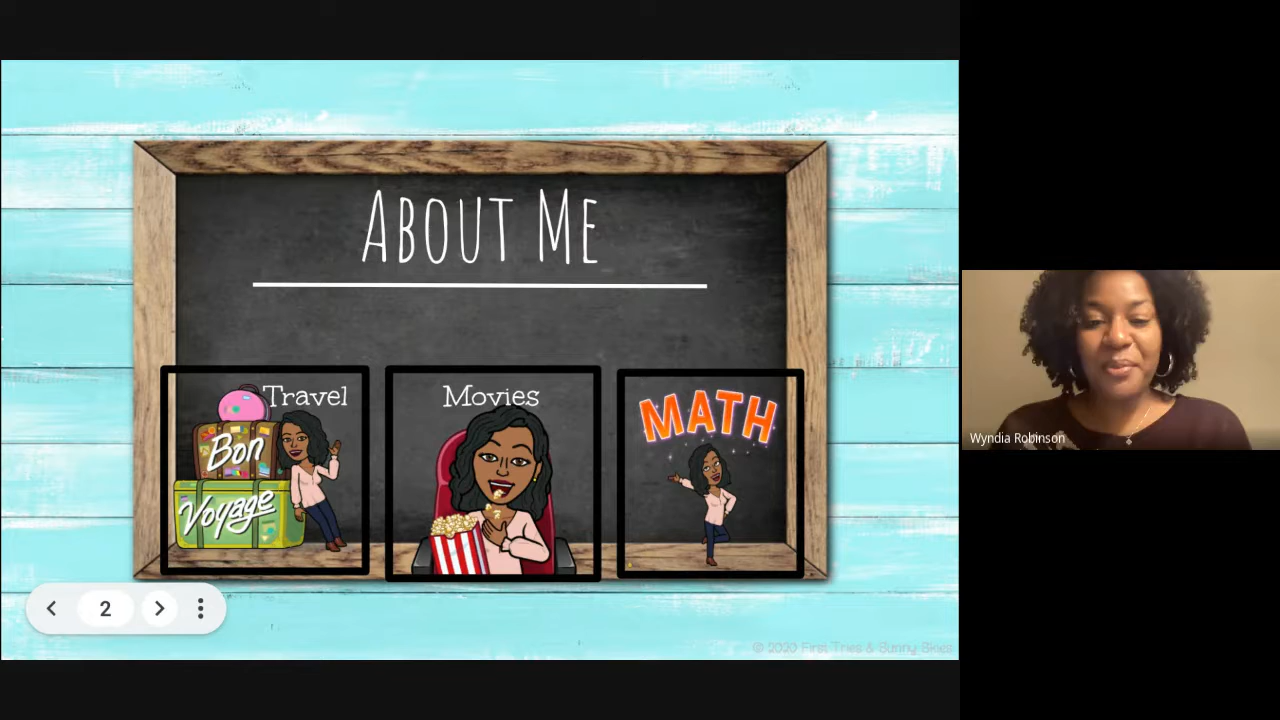 About Me
Travel
Bon
Voyage
Movies
MATH
2
© 2020 First Tries & Sunny Skies
Wyndia Robinson